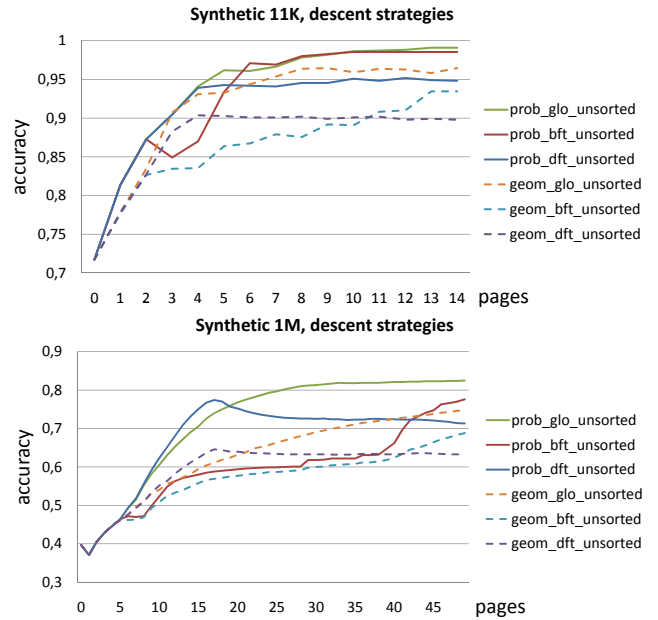 Synthetic 11K, descent strategies
1
0,95
0,9
0,85
0,8
0,75
0,7
accuracy
0 1 2 3 4 5 6 7 8 9 10 11 12 13 14 pages
prob_glo_unsorted
prob_bft_unsorted
prob_dft_unsorted
geom_glo_unsorted
geom_bft_unsorted
geom_dft_unsorted
Synthetic 1M, descent strategies
0,9
0,8
0,7
0,6
0,5
0,4
0,3
accuracy
0 5 10 15 20 25 30 35 40 45 pages
prob_glo_unsorted
prob_bft_unsorted
prob_dft_unsorted
geom_glo_unsorted
geom_bft_unsorted
geom_dft_unsorted